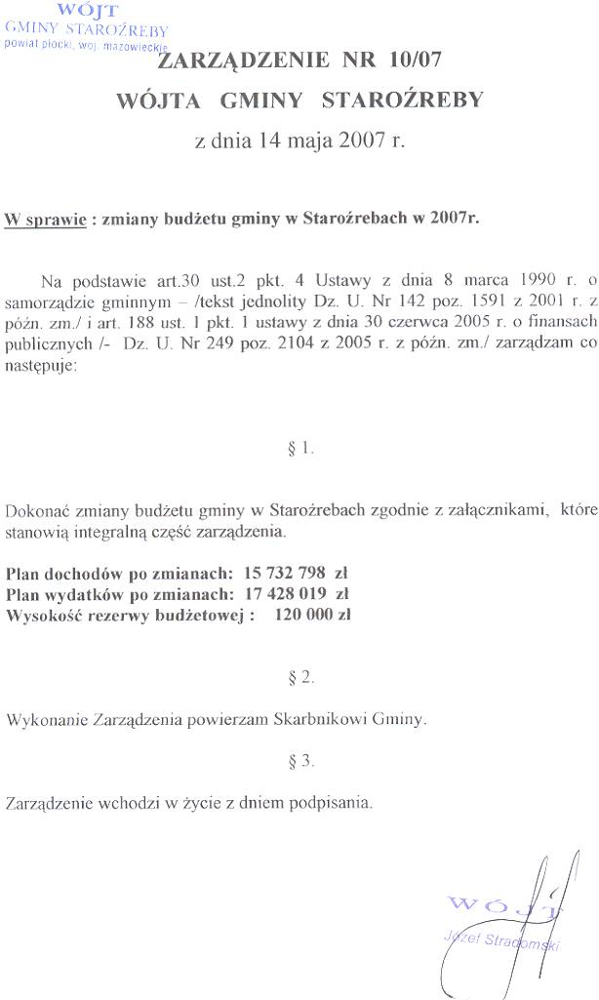 WÓJT
GMINY STAROŹREBY
powiat płocki, woj. mazowieckie
ZARZĄDZENIE NR 10/07
WÓJTA GMINY STAROŹREBY
z dnia 14 maja 2007 r.
W sprawie : zmiany budżetu gminy w Staroźrebach w 2007r.
Na podstawie art.30 ust.2 pkt. 4 Ustawy z dnia 8 marca 1990 r. o
samorządzie gminnym – /tekst jednolity Dz. U. Nr 142 poz. 1591 z 2001 r. z
późn. zm./ i art. 188 ust. 1 pkt. 1 ustawy z dnia 30 czerwca 2005 r. o finansach
publicznych /- Dz. U. Nr 249 poz. 2104 z 2005 r. z późn. zm./ zarządzam co
następuje:
§ 1.
Dokonać zmiany budżetu gminy w Staroźrebach zgodnie z załącznikami, które
stanowią integralną część zarządzenia.
Plan dochodów po zmianach: 15 732 798 zł
Plan wydatków po zmianach: 17 428 019 zł
Wysokość rezerwy budżetowej : 120 000 zł
§ 2.
Wykonanie Zarządzenia powierzam Skarbnikowi Gminy.
§ 3.
Zarządzenie wchodzi w życie z dniem podpisania.
WÓJT
Józef Stradomski